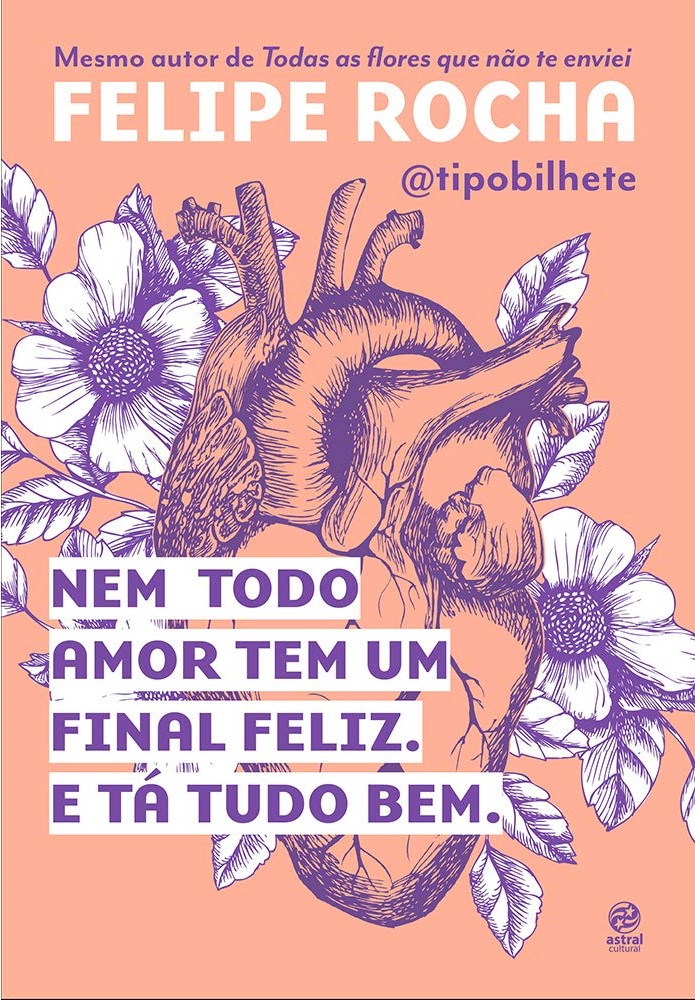 Mesmo autor de Todas as flores que não te enviei
FELIPE ROCHA
@tipobilhete
NEM TODO
AMOR TEM UM
FINAL FELIZ.
E TÁ TUDO BEM.
astral
cultural